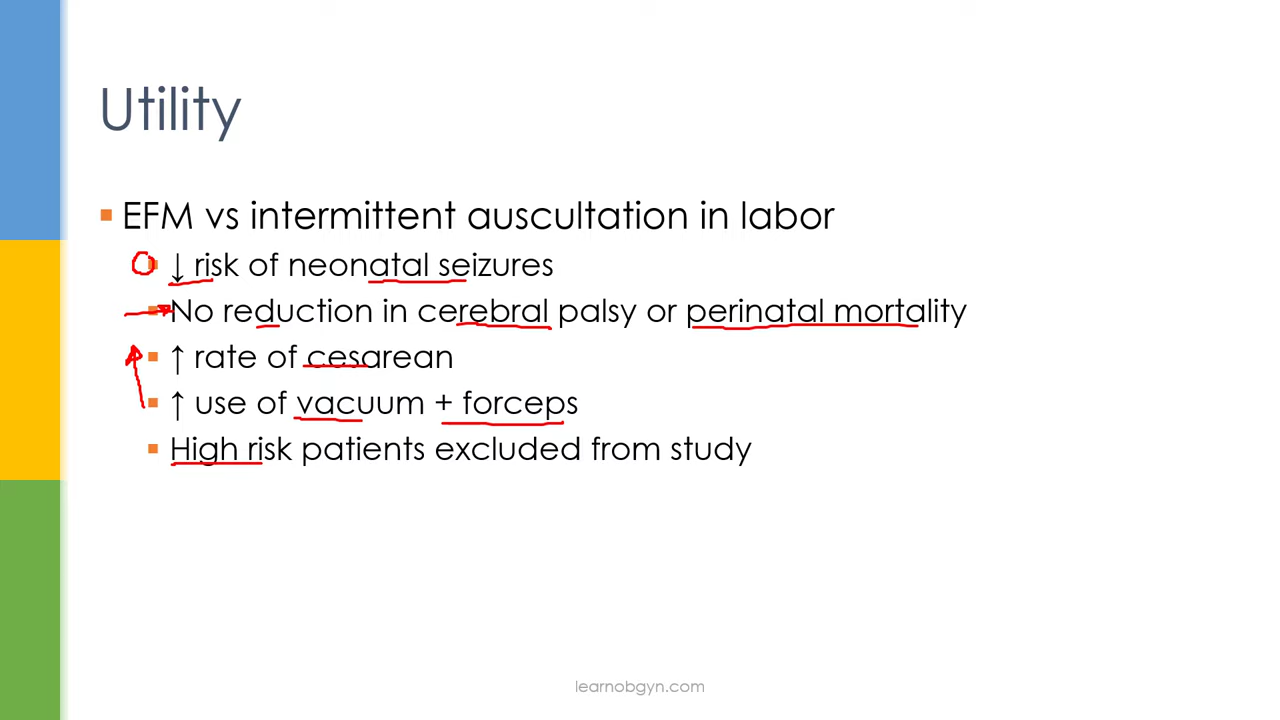 Utility
EFM vs intermittent auscultation in labor
↓ risk of neonatal seizures
No reduction in cerebral palsy or perinatal mortality
↑ rate of cesarean
↑ use of vacuum + forceps
High risk patients excluded from study
learnobgyn.com